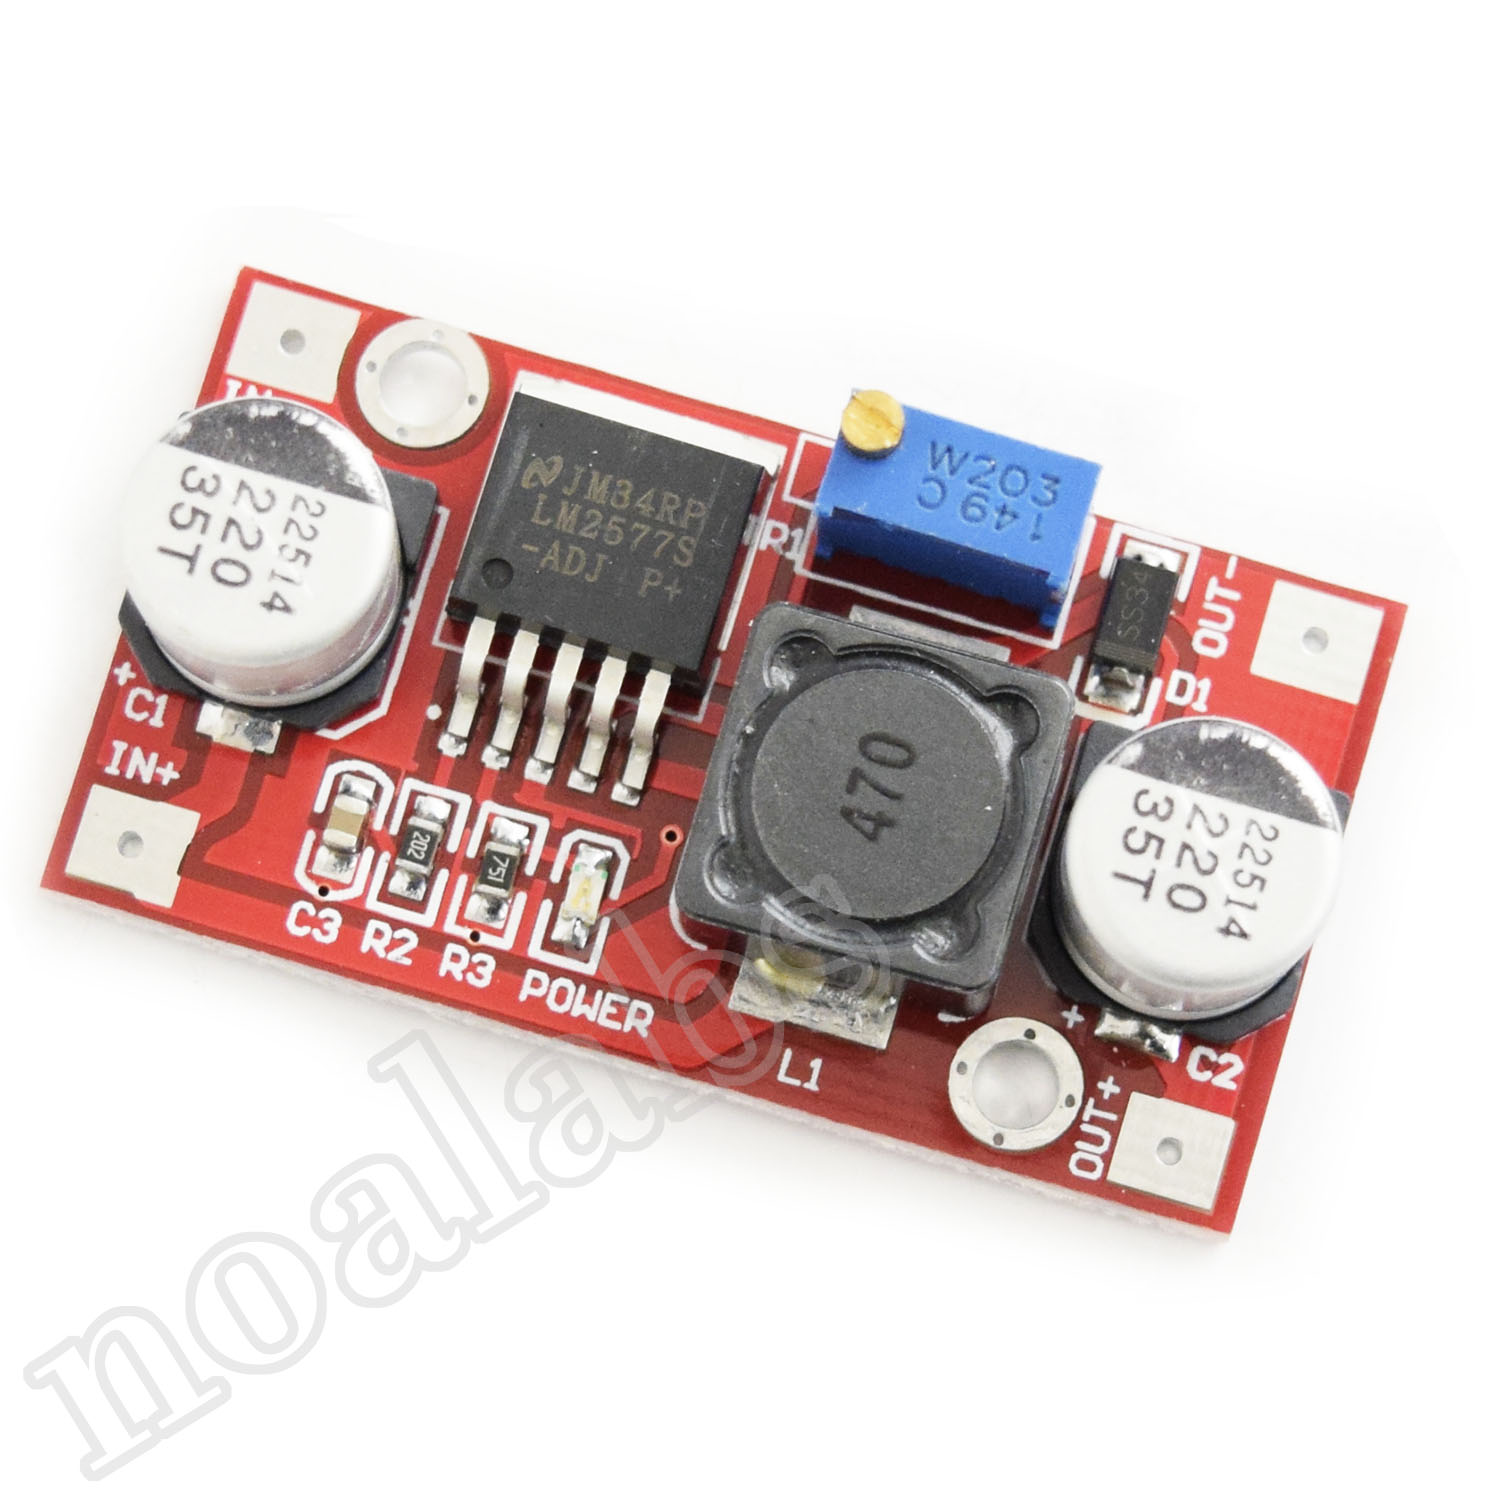 IN-
22514
220
35T
+
C1
IN+
JM34RP
LM2577S
-ADJ P+
W203
149
C
R1
SS34
D1
OUT-
470
22514
220
35T
202
751
C3 R2 R3 POWER
L1
+
C2
OUT+
noalabs